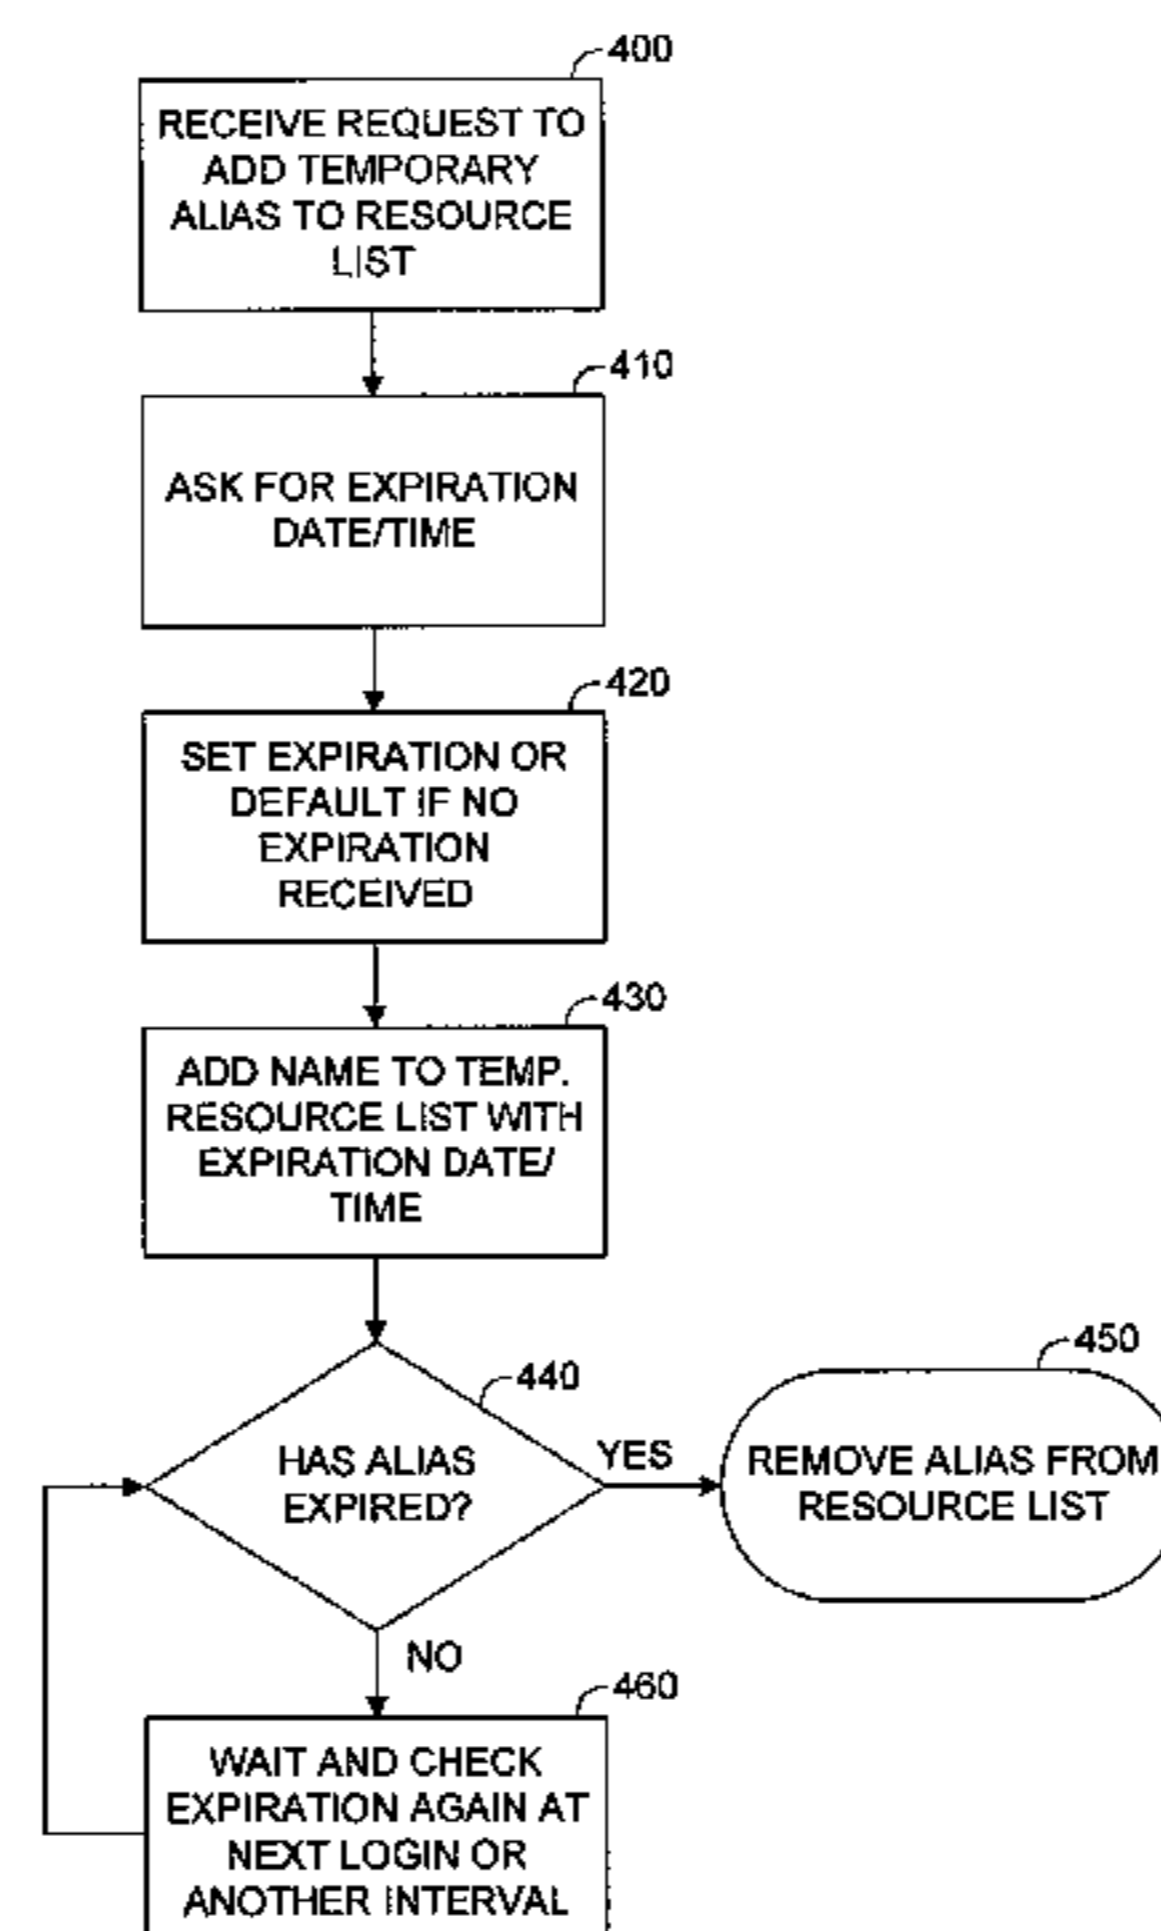 400
RECEIVE REQUEST TO
ADD TEMPORARY
ALIAS TO RESOURCE
LIST
410
ASK FOR EXPIRATION
DATE/TIME
420
SET EXPIRATION OR
DEFAULT IF NO
EXPIRATION
RECEIVED
430
ADD NAME TO TEMP.
RESOURCE LIST WITH
EXPIRATION DATE/
TIME
440
HAS ALIAS
EXPIRED?
YES
450
REMOVE ALIAS FROM
RESOURCE LIST
NO
460
WAIT AND CHECK
EXPIRATION AGAIN AT
NEXT LOGIN OR
ANOTHER INTERVAL